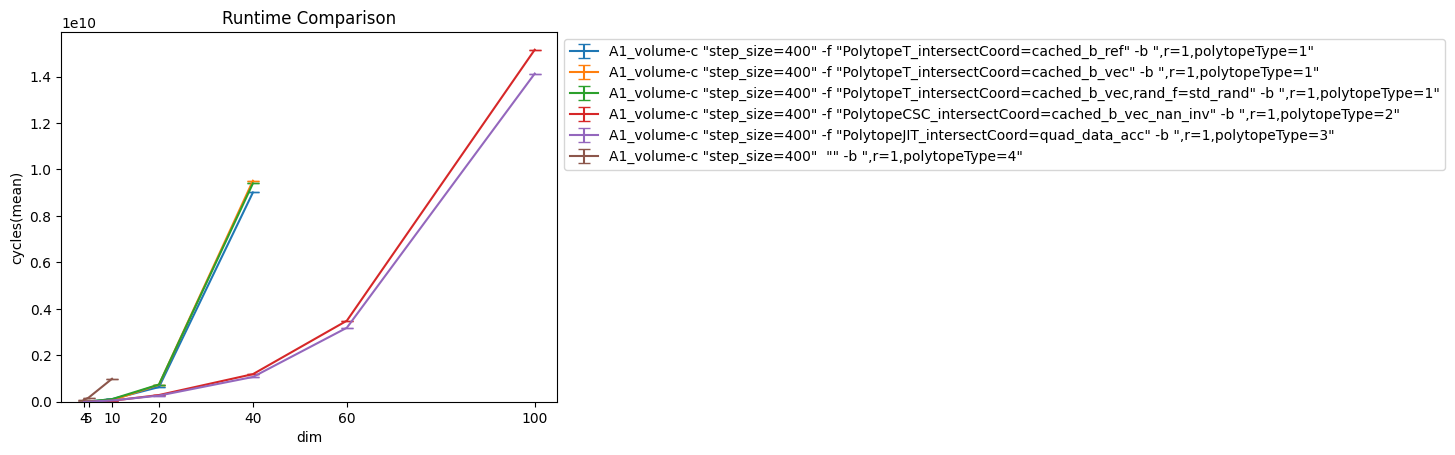 Runtime Comparison
1e10
1.4
1.2
1.0
0.8
0.6
0.4
0.2
0.0
cycles(mean)
4 5 10 20 40 60 100
dim
A1_volume-c "step_size=400" -f "PolytopeT_intersectCoord=cached_b_ref" -b ",r=1,polytopeType=1"
A1_volume-c "step_size=400" -f "PolytopeT_intersectCoord=cached_b_vec" -b ",r=1,polytopeType=1"
A1_volume-c "step_size=400" -f "PolytopeT_intersectCoord=cached_b_vec,rand_f=std_rand" -b ",r=1,polytopeType=1"
A1_volume-c "step_size=400" -f "PolytopeCSC_intersectCoord=cached_b_vec_nan_inv" -b ",r=1,polytopeType=2"
A1_volume-c "step_size=400" -f "PolytopeJIT_intersectCoord=quad_data_acc" -b ",r=1,polytopeType=3"
A1_volume-c "step_size=400"  "" -b ",r=1,polytopeType=4"